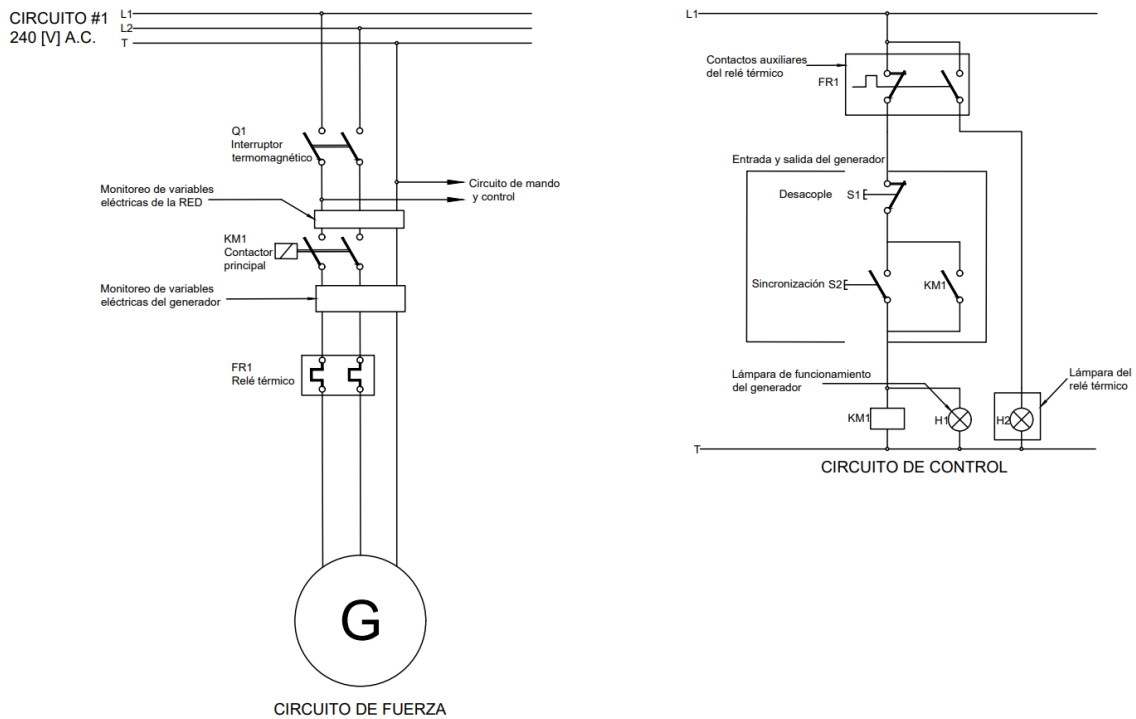 CIRCUITO #1
240 [V] A.C.
L1
L2
T
Q1
Interruptor
termomagnético
Monitoreo de variables
eléctricas de la RED
Circuito de mando
y control
KM1
Contactor
principal
Monitoreo de variables
eléctricas del generador
FR1
Relé térmico
G
CIRCUITO DE FUERZA
L1
Contactos auxiliares
del relé térmico
FR1
Entrada y salida del generador
Desacople S1
Sincronización S2
KM1
Lámpara de funcionamiento
del generador
Lámpara del
relé térmico
KM1
H1
H2
T
CIRCUITO DE CONTROL